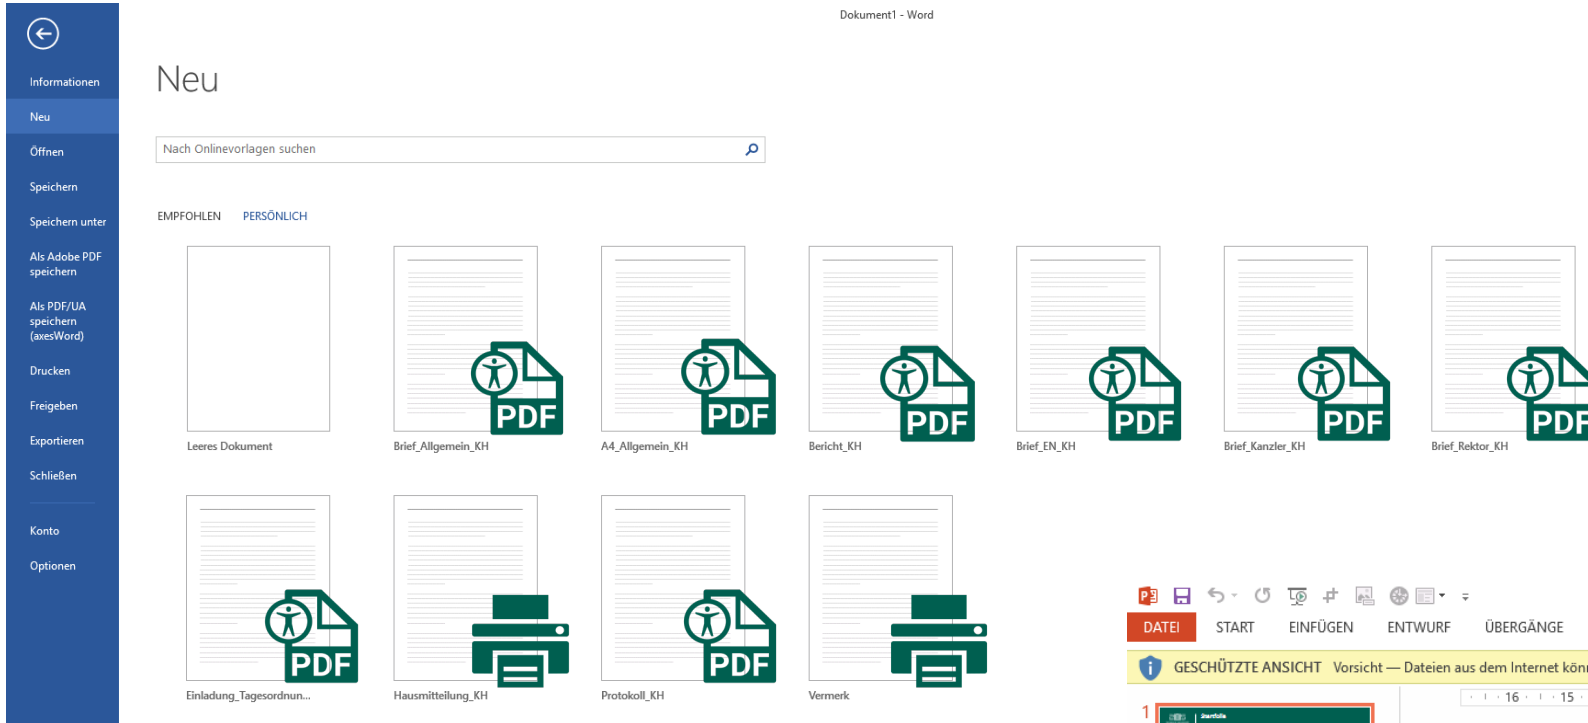 Dokument1 - Word
Informationen
Neu
Öffnen
Speichern
Speichern unter
Als Adobe PDF
speichern
Als PDF/UA
speichern
(axesWord)
Drucken
Freigeben
Exportieren
Schließen
Konto
Optionen
Neu
Nach Onlinevorlagen suchen
EMPFOHLEN PERSÖNLICH
PDF PDF PDF PDF PDF PDF
Leeres Dokument Brief_Allgemein_KH A4_Allgemein_KH Bericht_KH Brief_EN_KH Brief_Kanzler_KH Brief_Rektor_KH
PDF PDF
Einladung_Tagesordnun... Hausmitteilung_KH Protokoll_KH Vermerk
DATEI START EINFÜGEN ENTWURF ÜBERGÄNGE
GESCHÜTZTE ANSICHT Vorsicht — Dateien aus dem Internet könn
16 15
1
Startfolie